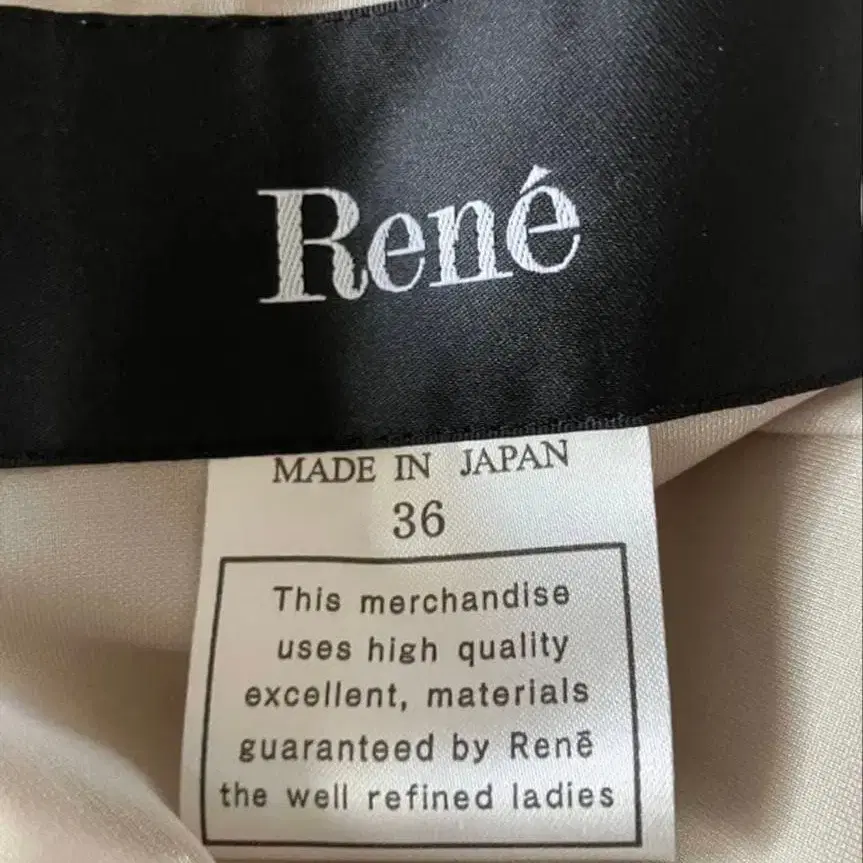 René
MADE IN JAPAN
36
This merchandise
uses high quality
excellent, materials
guaranteed by Renē
the well refined ladies